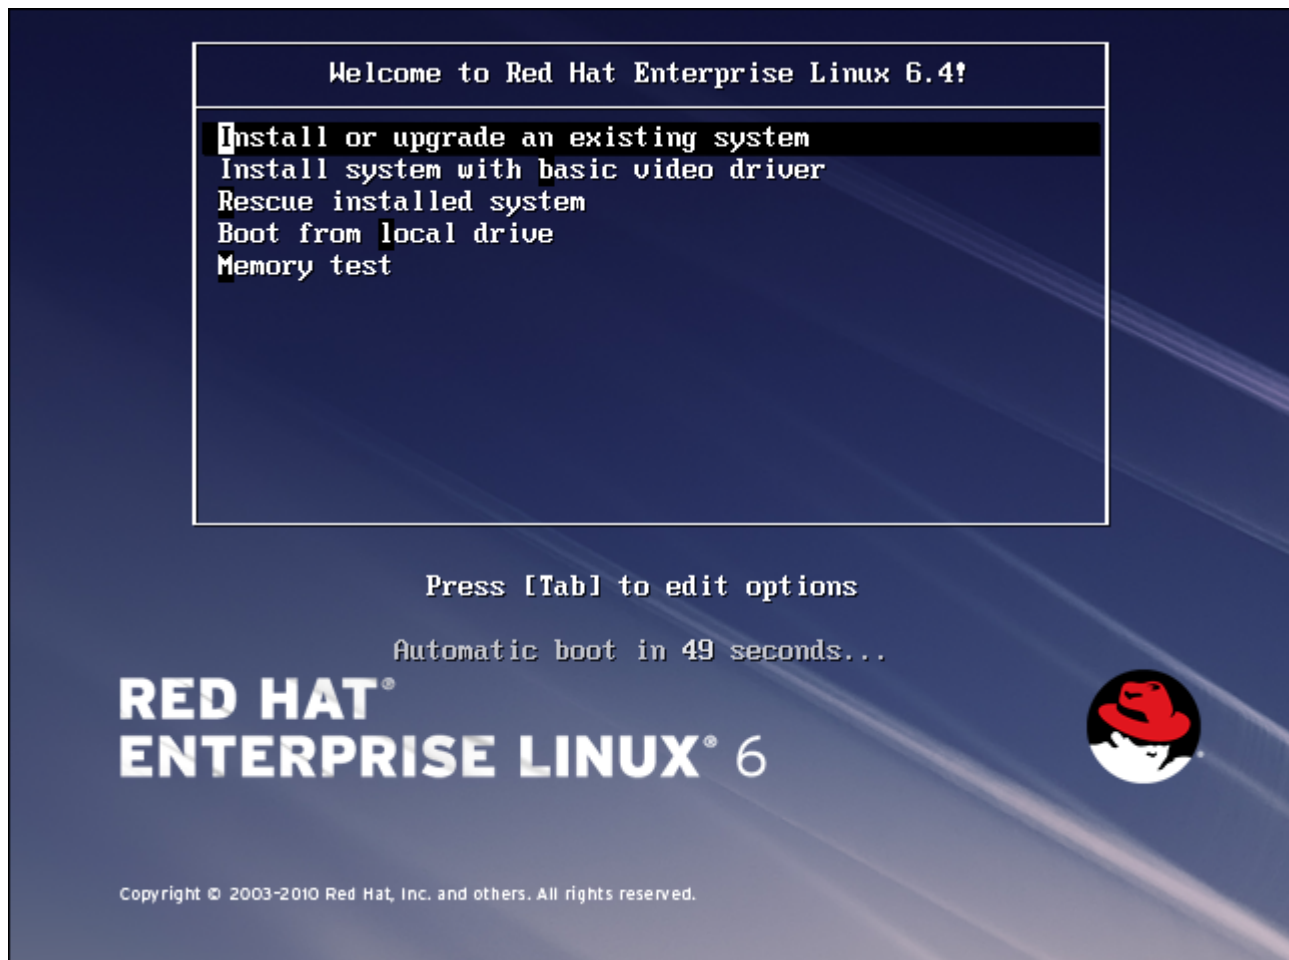 Welcome to Red Hat Enterprise Linux 6.4!
Install or upgrade an existing system
Install system with basic video driver
Rescue installed system
Boot from local drive
Memory test
Press [Tab] to edit options
Automatic boot in 49 seconds...
RED HAT®
ENTERPRISE LINUX® 6
Copyright © 2003-2010 Red Hat, Inc. and others. All rights reserved.